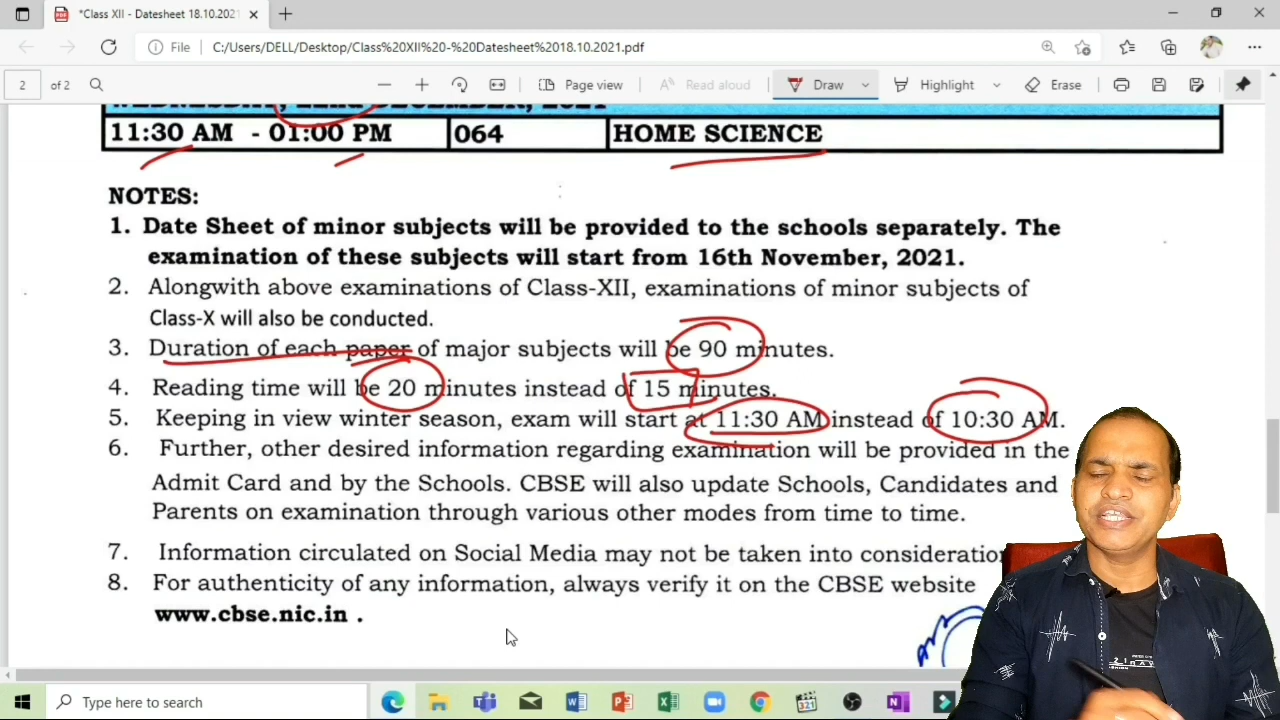 *Class XII - Datesheet 18.10.2021
File C:/Users/DELL/Desktop/Class%20XII%20-%20Datesheet%2018.10.2021.pdf
2 of 2 Page view Read aloud Draw Highlight Erase
WEDNESDAY, DECEMBER, 2021
11:30 AM - 01:00 PM 064 HOME SCIENCE
NOTES:
1. Date Sheet of minor subjects will be provided to the schools separately. The
examination of these subjects will start from 16th November, 2021.
2. Alongwith above examinations of Class-XII, examinations of minor subjects of
Class-X will also be conducted.
3. Duration of each paper of major subjects will be 90 minutes.
4. Reading time will be 20 minutes instead of 15 minutes.
5. Keeping in view winter season, exam will start at 11:30 AM instead of 10:30 AM.
6. Further, other desired information regarding examination will be provided in the
Admit Card and by the Schools. CBSE will also update Schools, Candidates and
Parents on examination through various other modes from time to time.
7. Information circulated on Social Media may not be taken into
8. For authenticity of any information, always verify it on the CBSE website
www.cbse.nic.in .
Type here to search